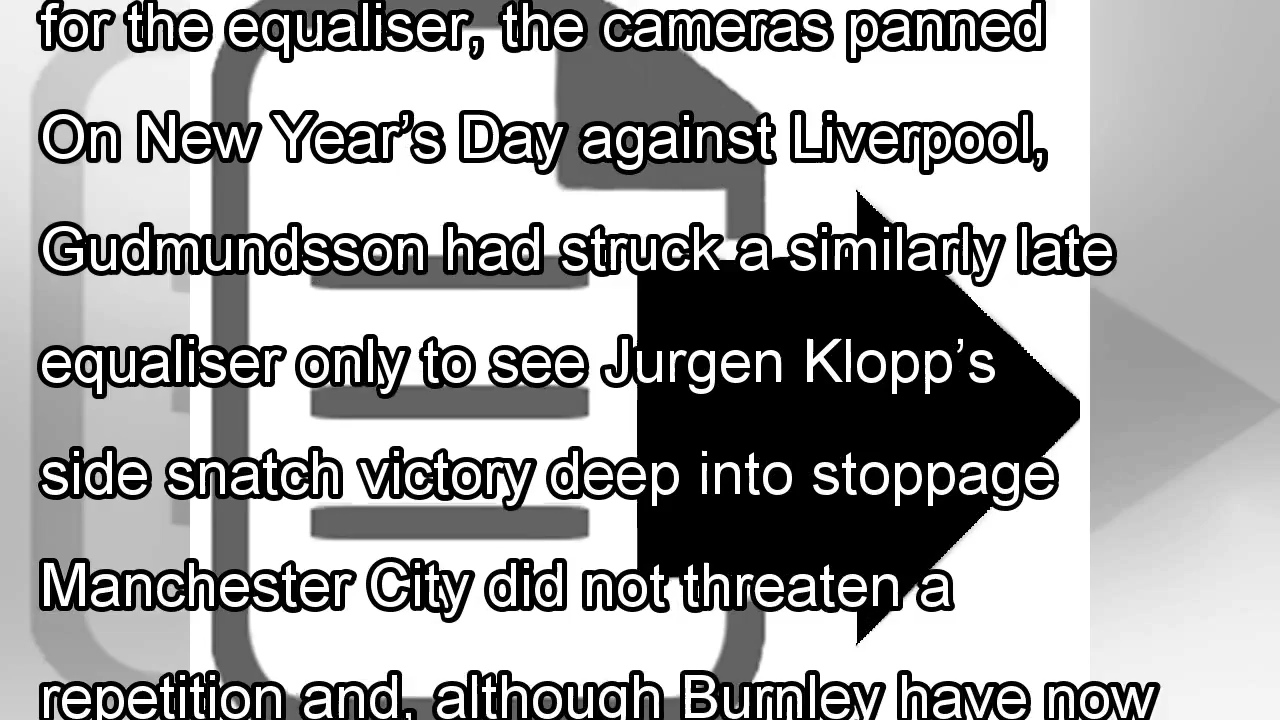 for the equaliser, the cameras panned
On New Year’s Day against Liverpool,
Gudmundsson had struck a similarly late
equaliser only to see Jurgen Klopp’s
side snatch victory deep into stoppage
Manchester City did not threaten a
repetition and, although Burnley have now